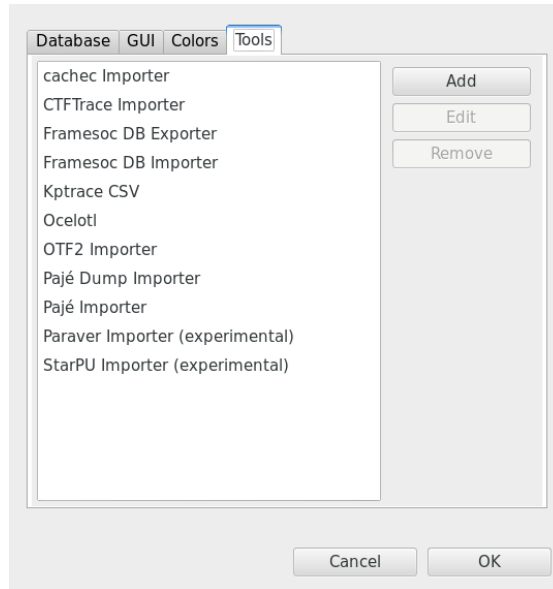 Database GUI Colors Tools
cachec Importer
CTFTrace Importer
Framesoc DB Exporter
Framesoc DB Importer
Kptrace CSV
Ocelotl
OTF2 Importer
Pajé Dump Importer
Pajé Importer
Paraver Importer (experimental)
StarPU Importer (experimental)
Add
Edit
Remove
Cancel OK